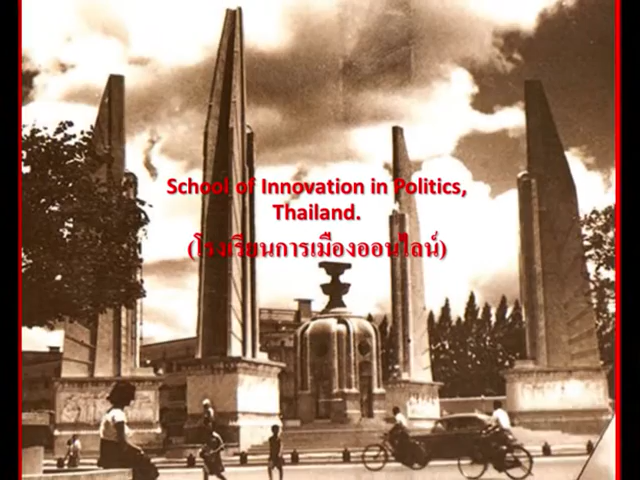 School of Innovation in Politics,
Thailand.
(โรงเรียนการเมืองออนไลน์)